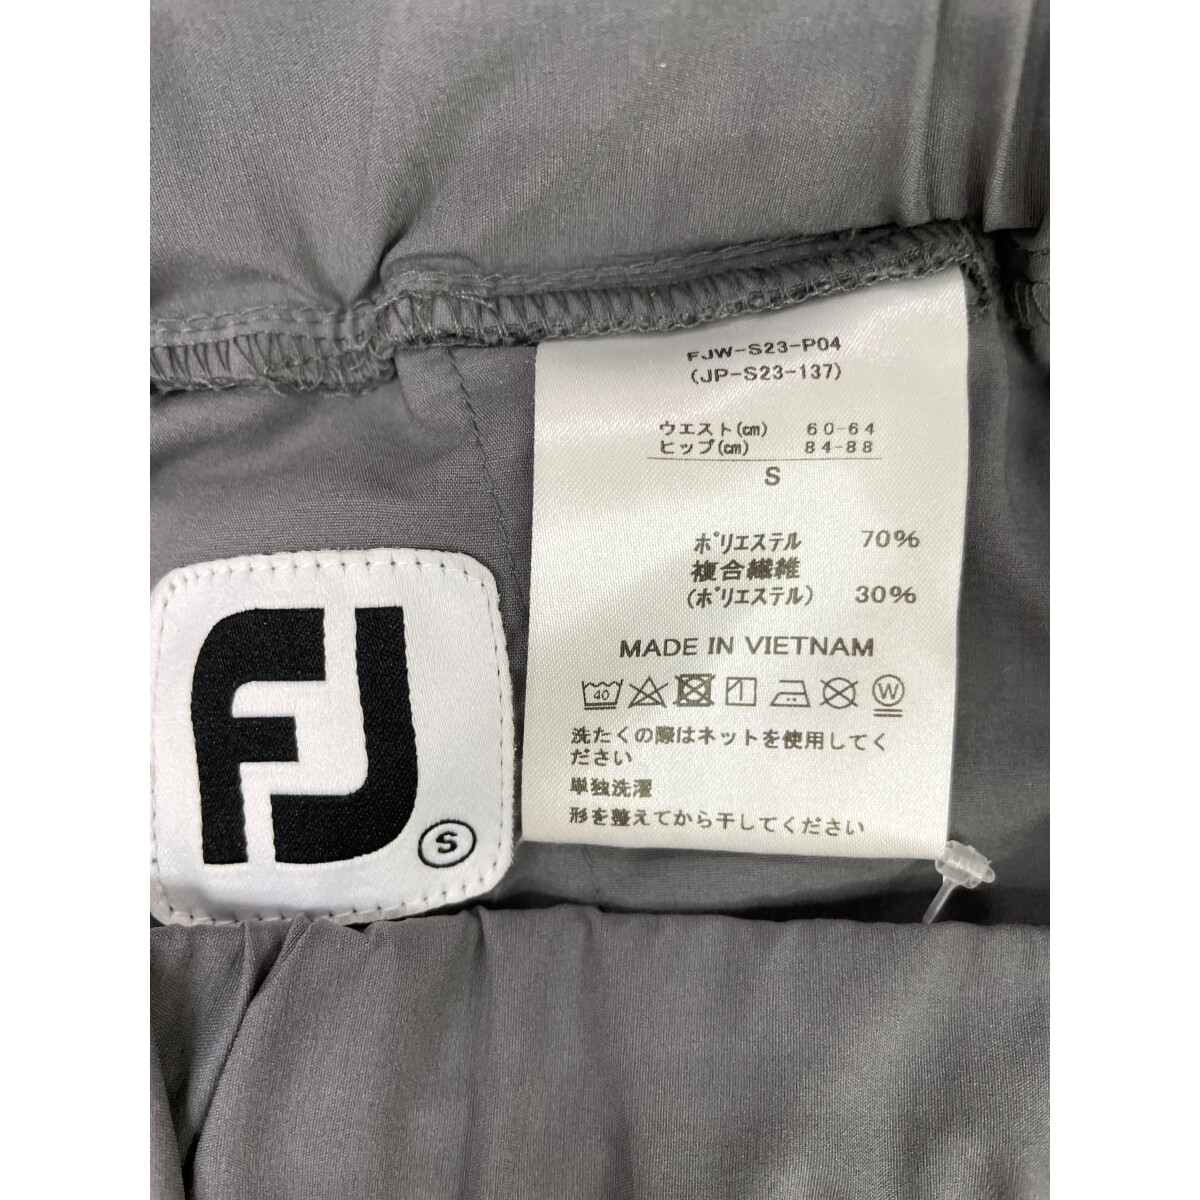 FJW-S23-P04
(JP-S23-137)
ウエスト(㎝) 60-64
ヒップ(㎝) 84-88
S
ポリエステル 70%
複合繊維
(ポリエステル) 30%
MADE IN VIETNAM
40 W
洗たくの際はネットを使用してく
ださい
単独洗濯
形を整えてから干してください
FJ
S